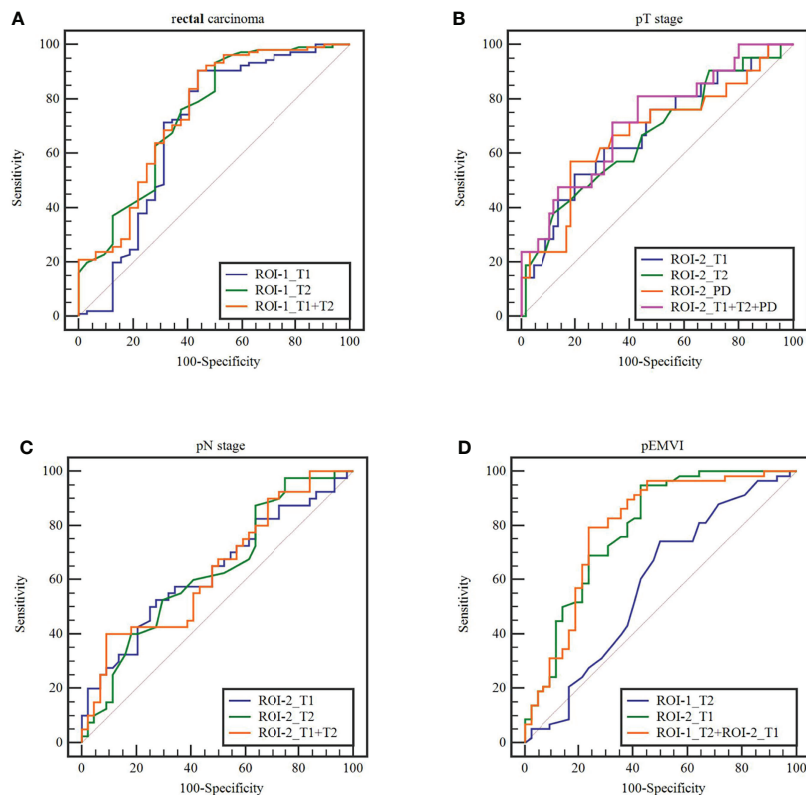 A
rectal carcinoma
100
80
60
40
20
0
Sensitivity
ROI-1_T1
ROI-1_T2
ROI-1_T1+T2
0 20 40 60 80 100
100-Specificity
B
pT stage
100
80
60
40
20
0
Sensitivity
ROI-2_T1
ROI-2_T2
ROI-2_PD
ROI-2_T1+T2+PD
0 20 40 60 80 100
100-Specificity
C
pN stage
100
80
60
40
20
0
Sensitivity
ROI-2_T1
ROI-2_T2
ROI-2_T1+T2
0 20 40 60 80 100
100-Specificity
D
pEMVI
100
80
60
40
20
0
Sensitivity
ROI-1_T2
ROI-2_T1
ROI-1_T2+ROI-2_T1
0 20 40 60 80 100
100-Specificity